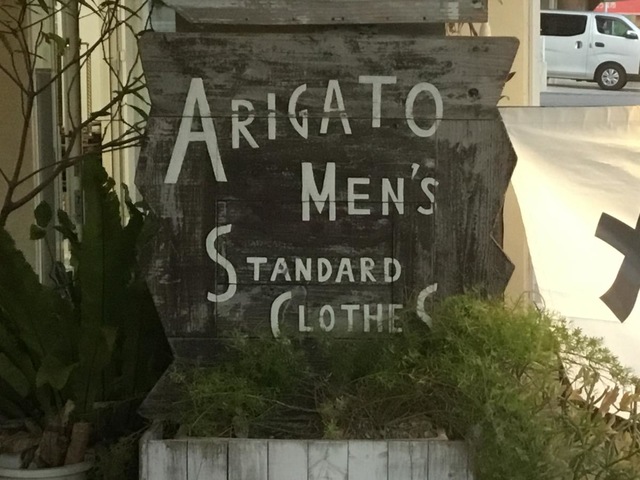 ARIGATO
MEN'S
STANDARD
CLOTHES